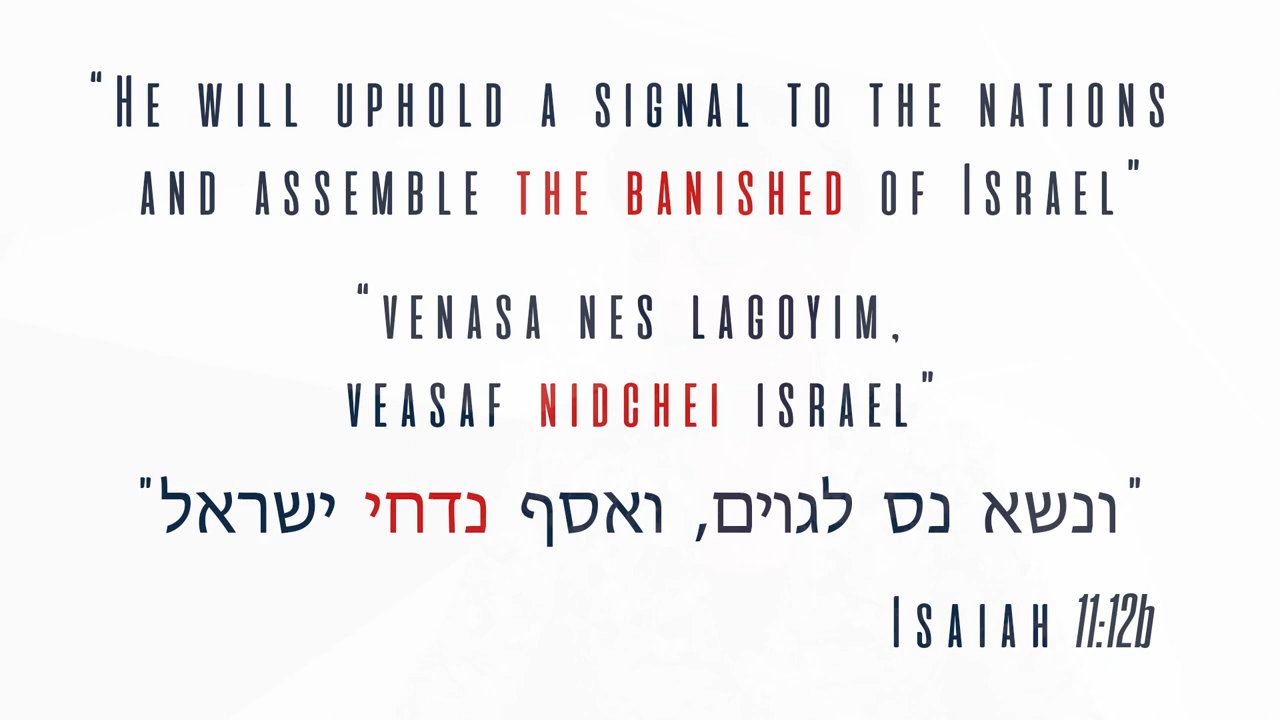 "He will uphold a signal to the nations
and assemble the banished of Israel"
"venasa nes lagoyim,
veasaf nidchei israel"
"ונשא נס לגוים, ואסף נדחי ישראל"
Isaiah 11:12b